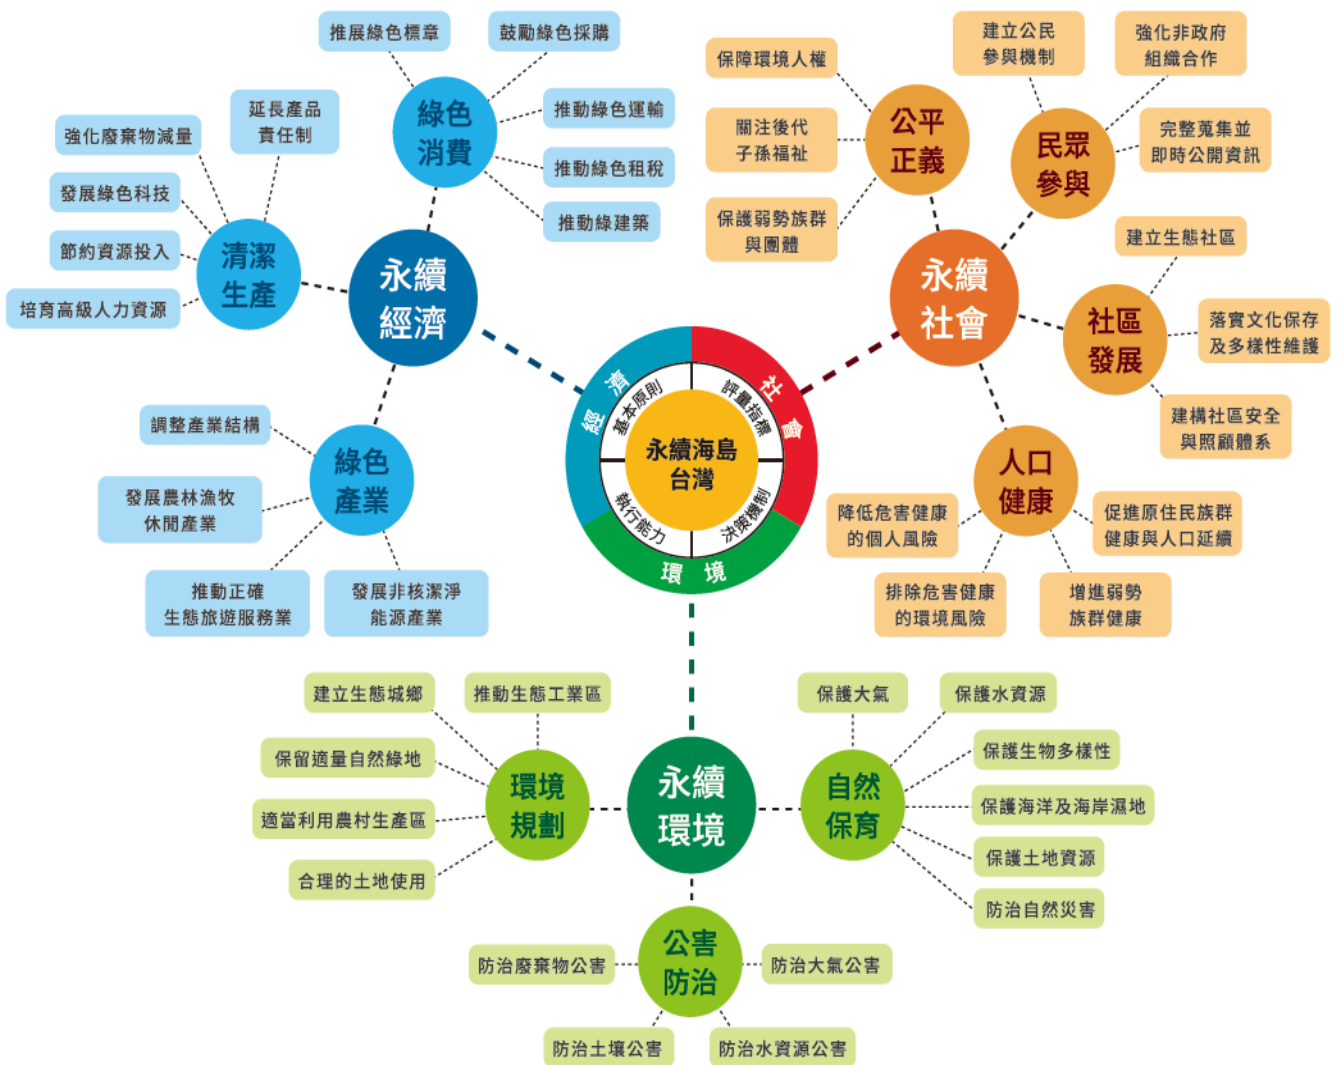 推展綠色標章
鼓勵綠色採購
推動綠色運輸
推動綠色租稅
推動綠建築
綠色
消費
延長產品
責任制
強化廢棄物減量
發展綠色科技
節約資源投入
培育高級人力資源
清潔
生產
永續
經濟
調整產業結構
發展農林漁牧
休閒產業
推動正確
生態旅遊服務業
發展非核潔淨
能源產業
綠色
產業
保障環境人權
關注後代
子孫福祉
保護弱勢族群
與團體
公平
正義
建立公民
參與機制
強化非政府
組織合作
完整蒐集並
即時公開資訊
民眾
參與
永續
社會
建立生態社區
落實文化保存
及多樣性維護
建構社區安全
與照顧體系
社區
發展
人口
健康
降低危害健康
的個人風險
促進原住民族群
健康與人口延續
排除危害健康
的環境風險
增進弱勢
族群健康
經濟
社會
環境
基本原則
評量指標
執行能力
決策機制
永續海島
台灣
建立生態城鄉
推動生態工業區
保留適量自然綠地
適當利用農村生產區
合理的土地使用
環境
規劃
永續
環境
自然
保育
保護大氣
保護水資源
保護生物多樣性
保護海洋及海岸濕地
保護土地資源
防治自然災害
公害
防治
防治廢棄物公害
防治大氣公害
防治土壤公害
防治水資源公害